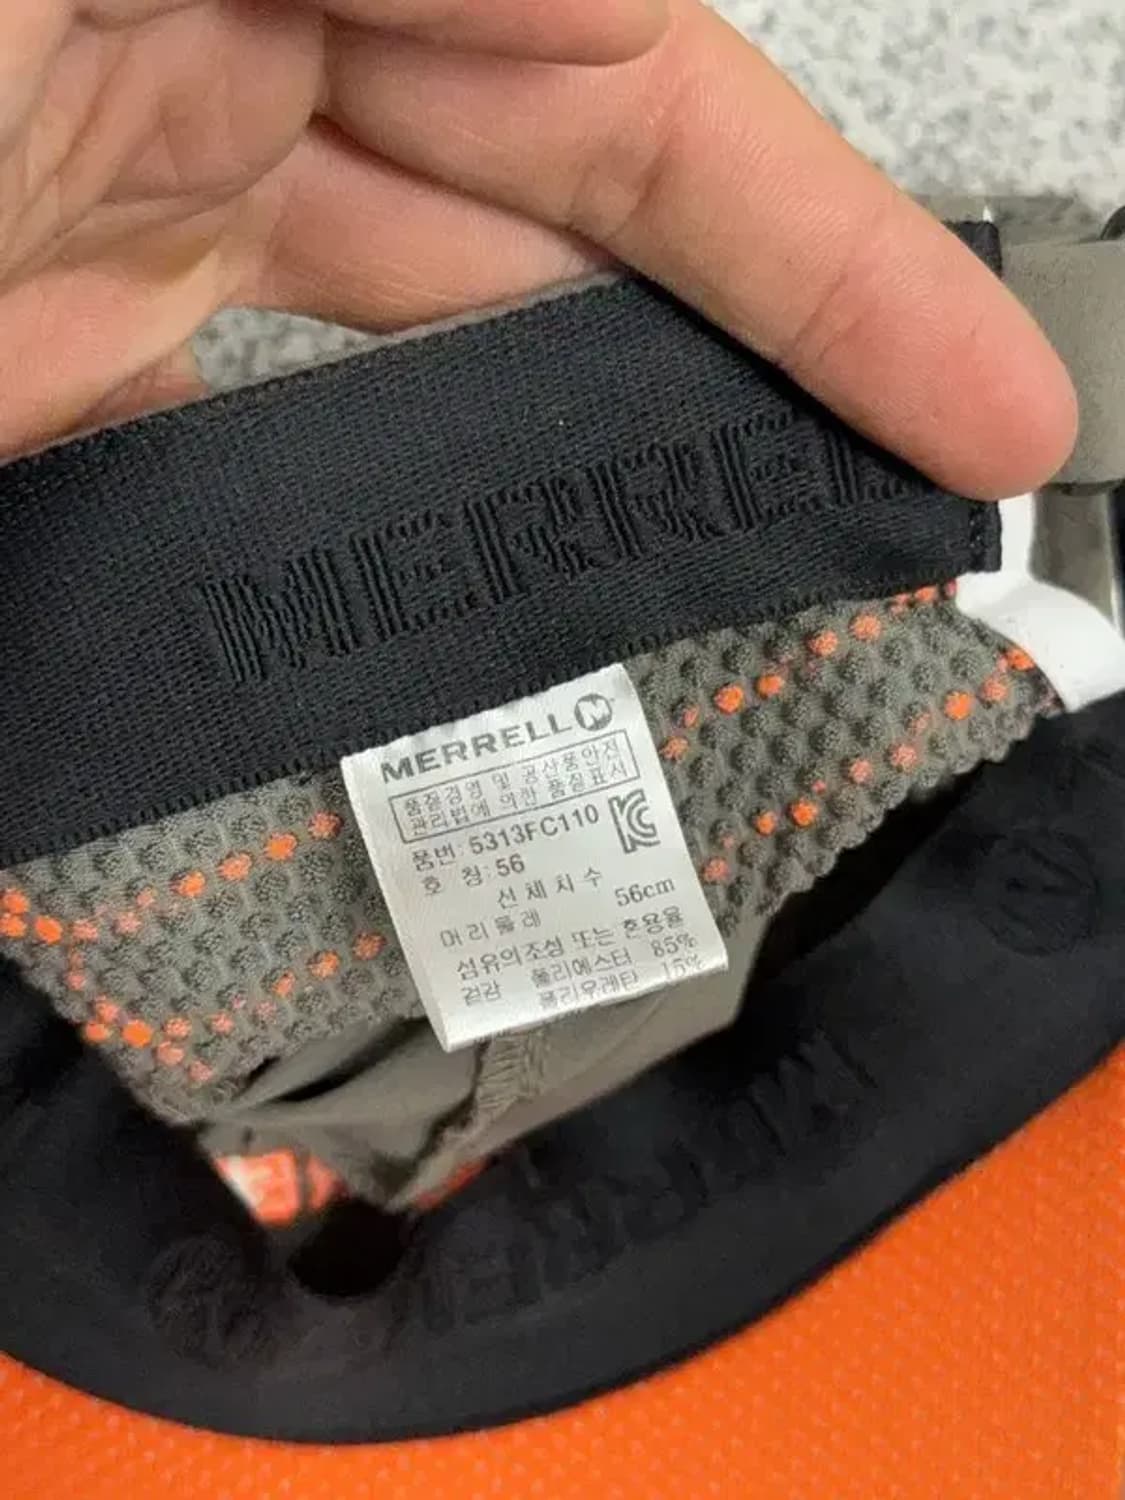 MERREL
MERRELL
품질경영 및 공산품안전
관리법에 의한 품질표시
품번: 5313FC110
호 칭: 56
신체치수
머리둘레 56cm
섬유의조성 또는 혼용율
겉감 폴리에스터 85%
폴리우레탄 15%